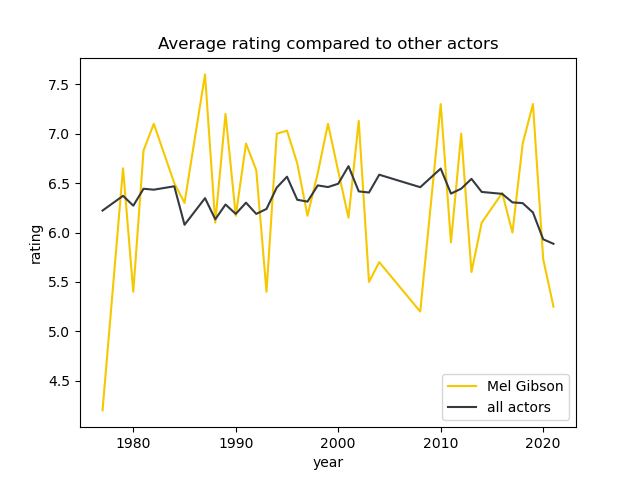 Average rating compared to other actors
7.5
7.0
6.5
6.0
5.5
5.0
4.5
rating
Mel Gibson
all actors
1980 1990 2000 2010 2020
year